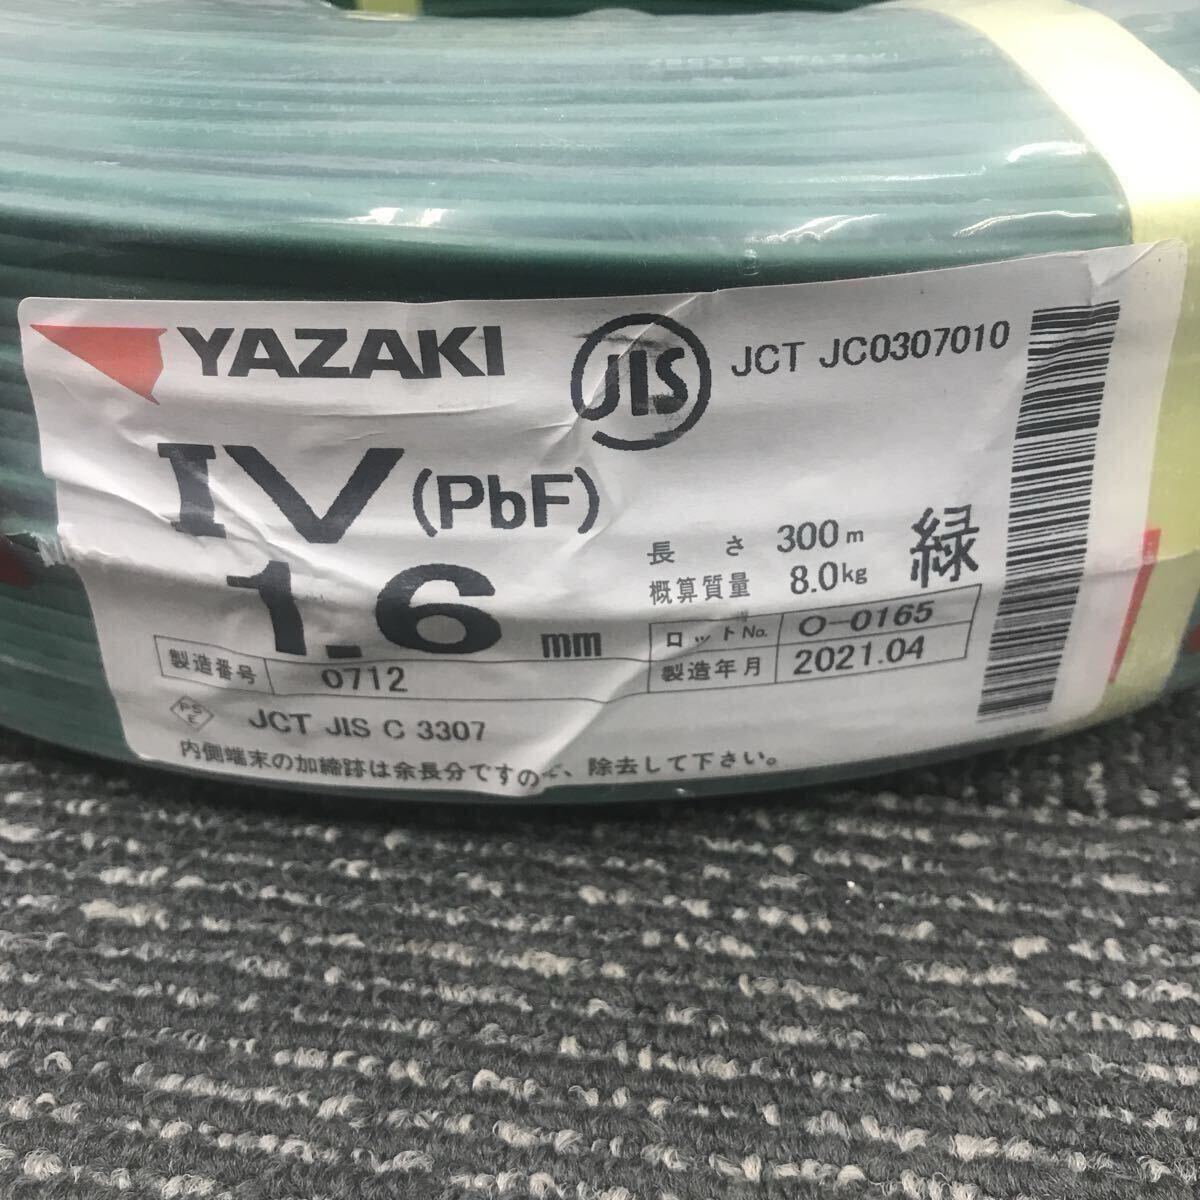 YAZAKI
JIS
JCT JC0307010
IV (PbF)
1.6 mm
長さ 300m
概算質量 8.0kg
緑
ロットNo. O-0165
製造年月 2021.04
製造番号 0712
PS E
JCT JIS C 3307
内側端末の加締跡は余長分ですので、除去して下さい。